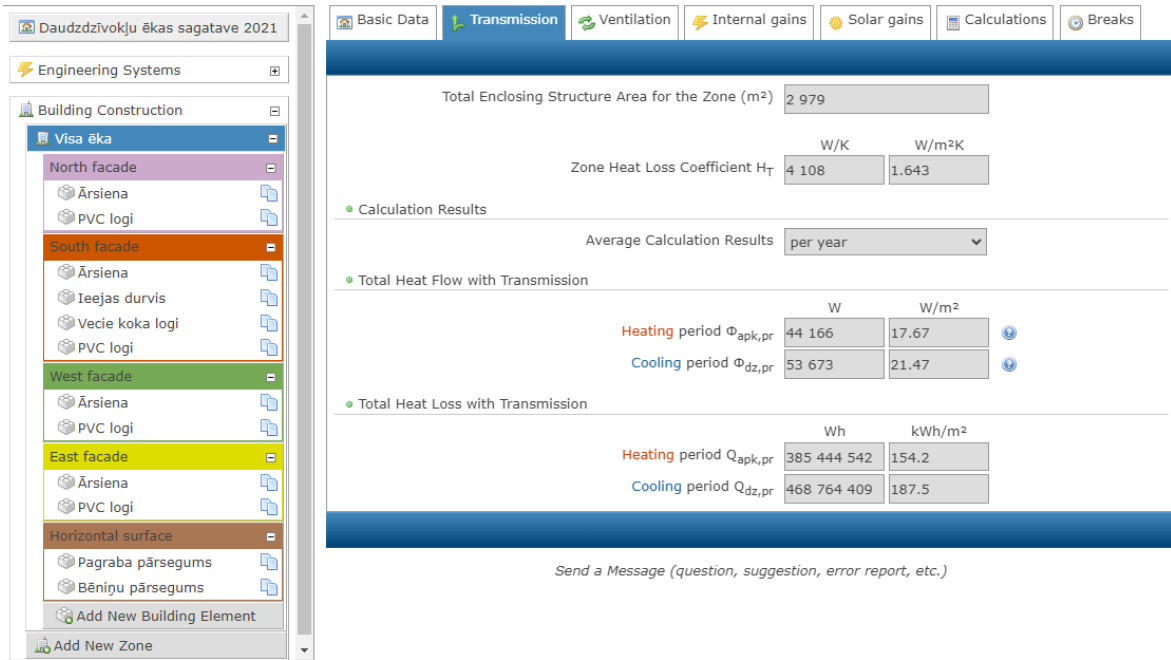 Daudzdzīvokļu ēkas sagatave 2021
Engineering Systems
Building Construction
Visa ēka
North facade
Ārsiena
PVC logi
South facade
Ārsiena
Ieejas durvis
Vecie koka logi
PVC logi
West facade
Ārsiena
PVC logi
East facade
Ārsiena
PVC logi
Horizontal surface
Pagraba pārsegums
Bēniņu pārsegums
Add New Building Element
Add New Zone
Basic Data Transmission Ventilation Internal gains Solar gains Calculations Breaks
Total Enclosing Structure Area for the Zone (m²) 2 979
W/K W/m²K
Zone Heat Loss Coefficient H_T 4 108 1.643
Calculation Results
Average Calculation Results per year
Total Heat Flow with Transmission
W W/m²
Heating period Φapk,pr 44 166 17.67
Cooling period Φdz,pr 53 673 21.47
Total Heat Loss with Transmission
Wh kWh/m²
Heating period Qapk,pr 385 444 542 154.2
Cooling period Qdz,pr 468 764 409 187.5
Send a Message (question, suggestion, error report, etc.)